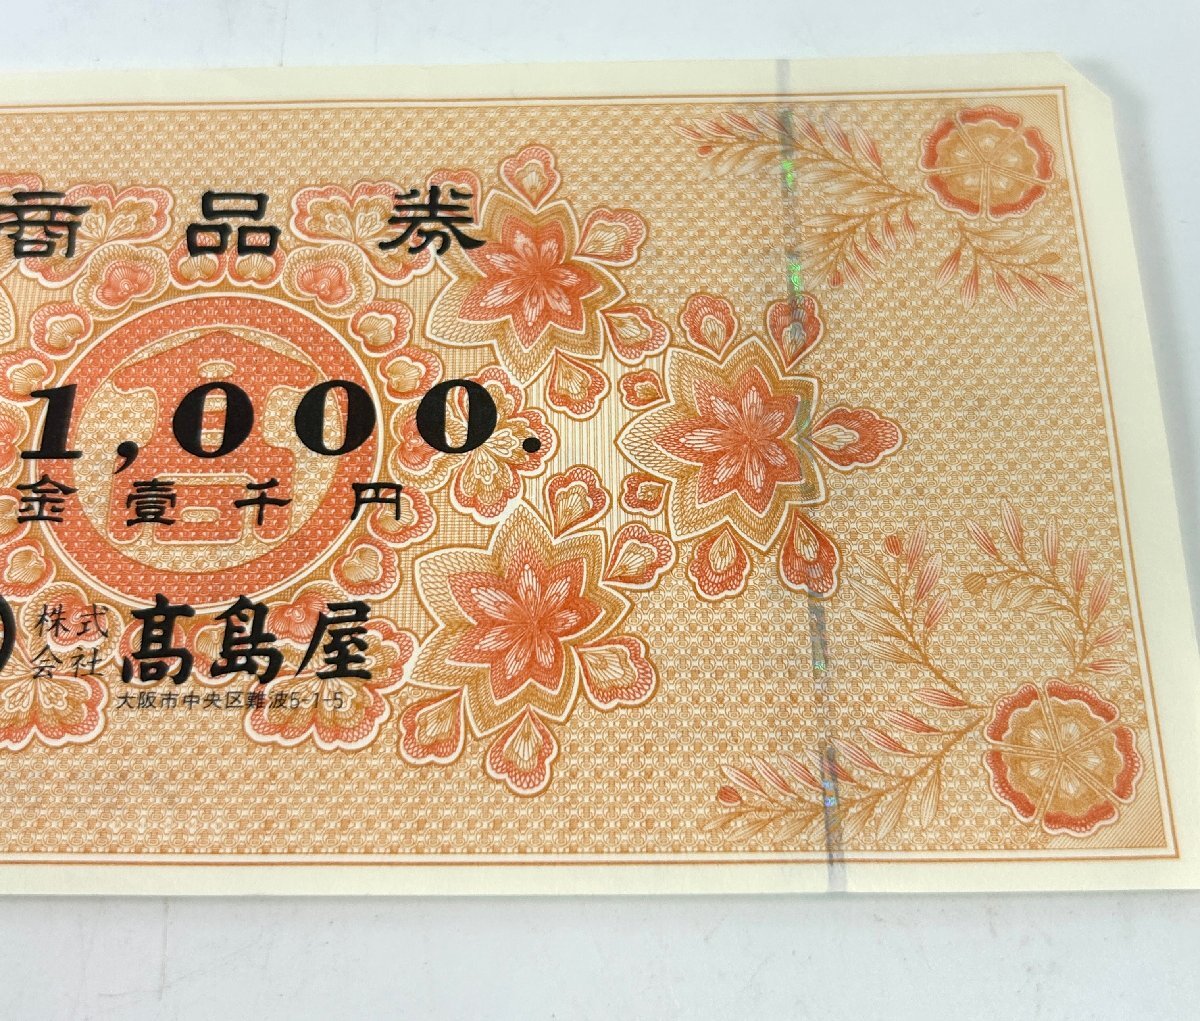 商品券
1,000.
金壹千円
株式会社 髙島屋
大阪市中央区難波5-1-5